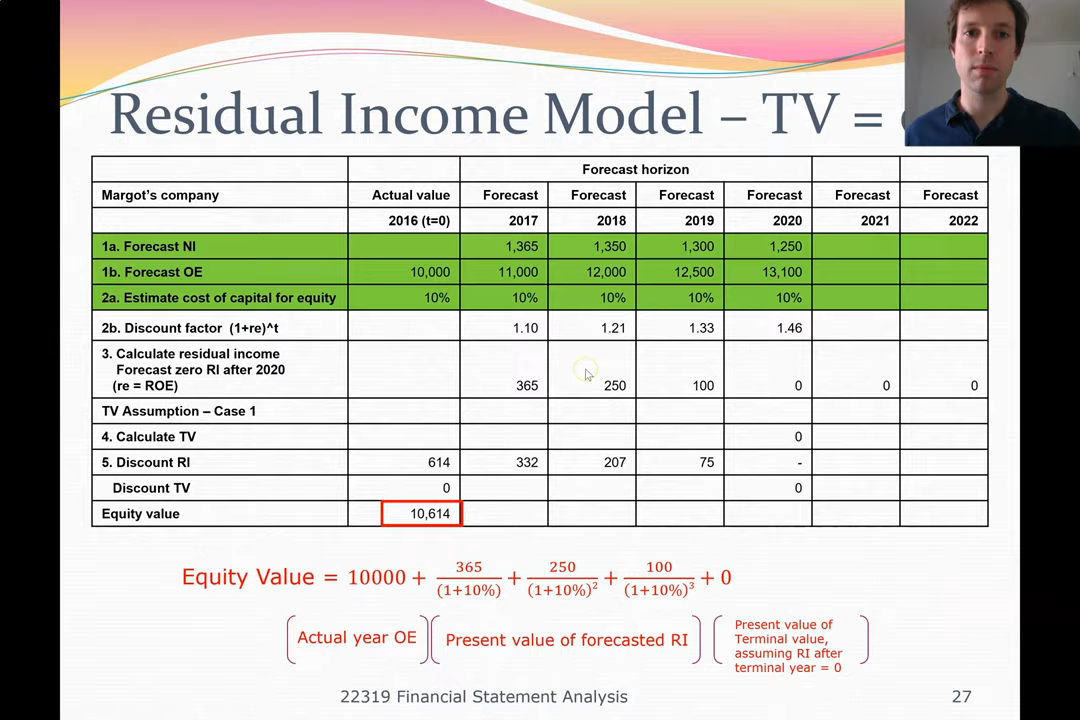 Residual Income Model – TV =
Forecast horizon
Margot's company Actual value Forecast Forecast Forecast Forecast Forecast Forecast
2016 (t=0) 2017 2018 2019 2020 2021 2022
1a. Forecast NI 1,365 1,350 1,300 1,250
1b. Forecast OE 10,000 11,000 12,000 12,500 13,100
2a. Estimate cost of capital for equity 10% 10% 10% 10% 10%
2b. Discount factor (1+re)^t 1.10 1.21 1.33 1.46
3. Calculate residual income
Forecast zero RI after 2020
(re = ROE) 365 250 100 0 0 0
TV Assumption – Case 1
4. Calculate TV 0
5. Discount RI 614 332 207 75 -
Discount TV 0 0
Equity value 10,614
Equity Value = 10000 + 365/(1+10%) + 250/(1+10%)² + 100/(1+10%)³ + 0
Actual year OE
Present value of forecasted RI
Present value of
Terminal value,
assuming RI after
terminal year = 0
22319 Financial Statement Analysis 27